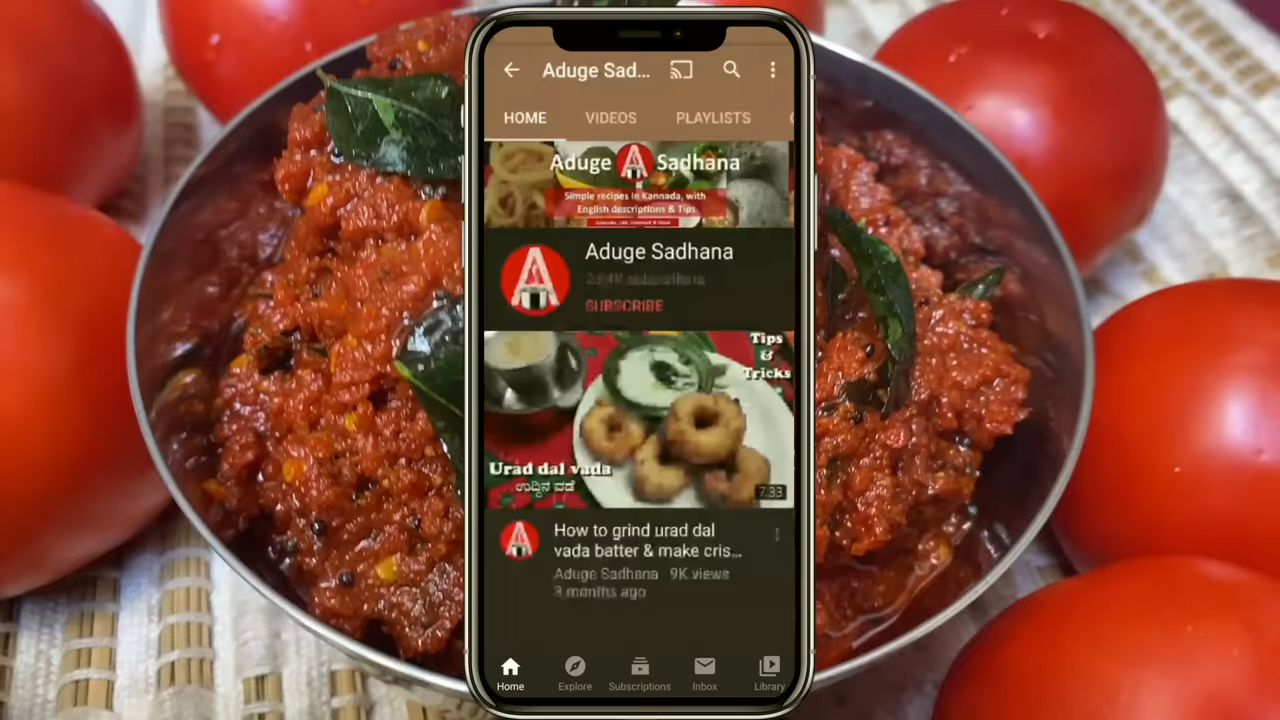 Aduge Sad...
HOME VIDEOS PLAYLISTS
Aduge A Sadhana
Simple recipes in Kannada, with
English descriptions & Tips
Aduge Sadhana
SUBSCRIBE
Tips
&
Tricks
Urad dal vada
ಉದ್ದಿನ ವಡೆ
7:33
How to grind urad dal
vada batter & make cris...
Aduge Sadhana 9K views
3 months ago
Home Explore Subscriptions Inbox Library